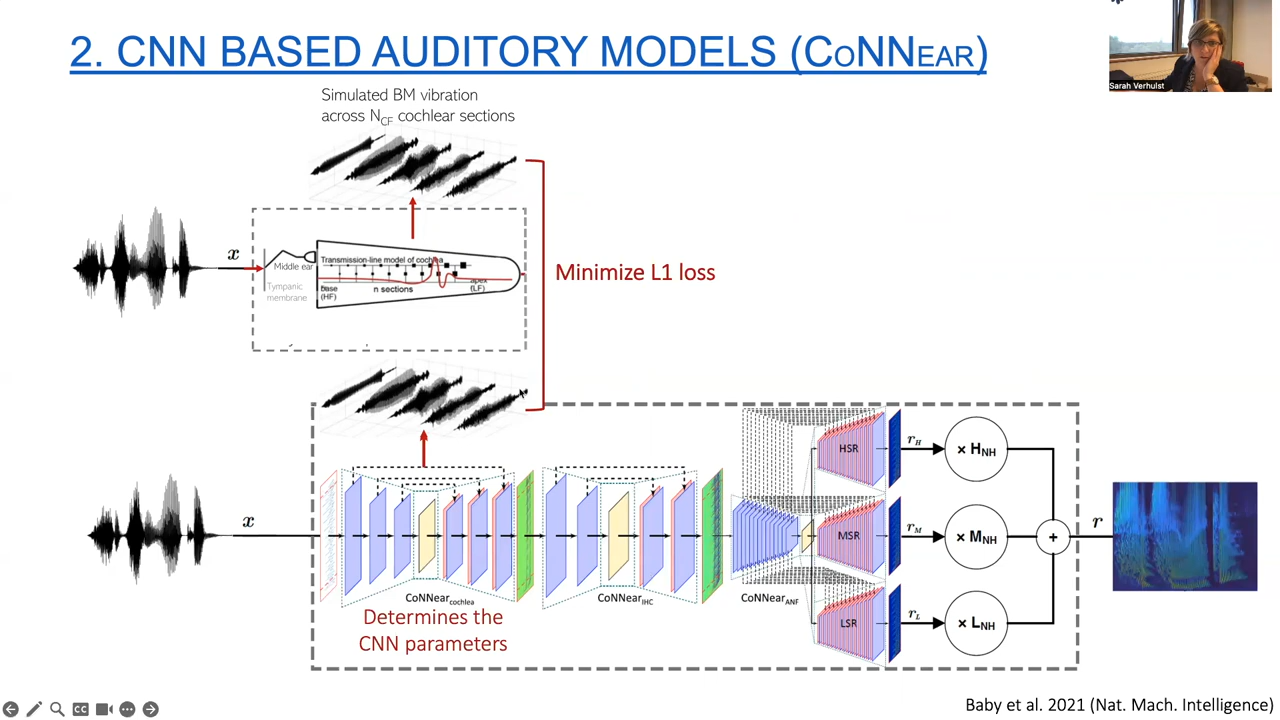 2. CNN BASED AUDITORY MODELS (CoNNear)
Sarah Verhulst
Simulated BM vibration
across N_CF cochlear sections
x
Middle ear
Tympanic
membrane
Transmission-line model of cochlea
base
(HF)
n sections
apex
(LF)
Minimize L1 loss
x
CoNNear_cochlea
Determines the
CNN parameters
CoNNear_IHC
CoNNear_ANF
HSR
r_H
× H_NH
MSR
r_M
× M_NH
LSR
r_L
× L_NH
+
r
CC
Baby et al. 2021 (Nat. Mach. Intelligence)